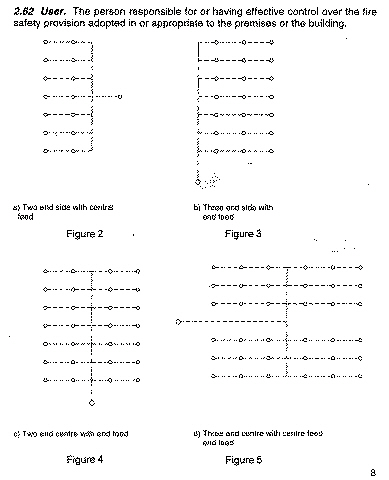 2.62 User. The person responsible for or having effective control over the fire
safety provision adopted in or appropriate to the premises or the building.
a) Two end side with central
feed
Figure 2
b) Three end side with
end feed
Figure 3
c) Two end centre with end feed
Figure 4
d) Three end centre with centre feed
end feed
Figure 5
8